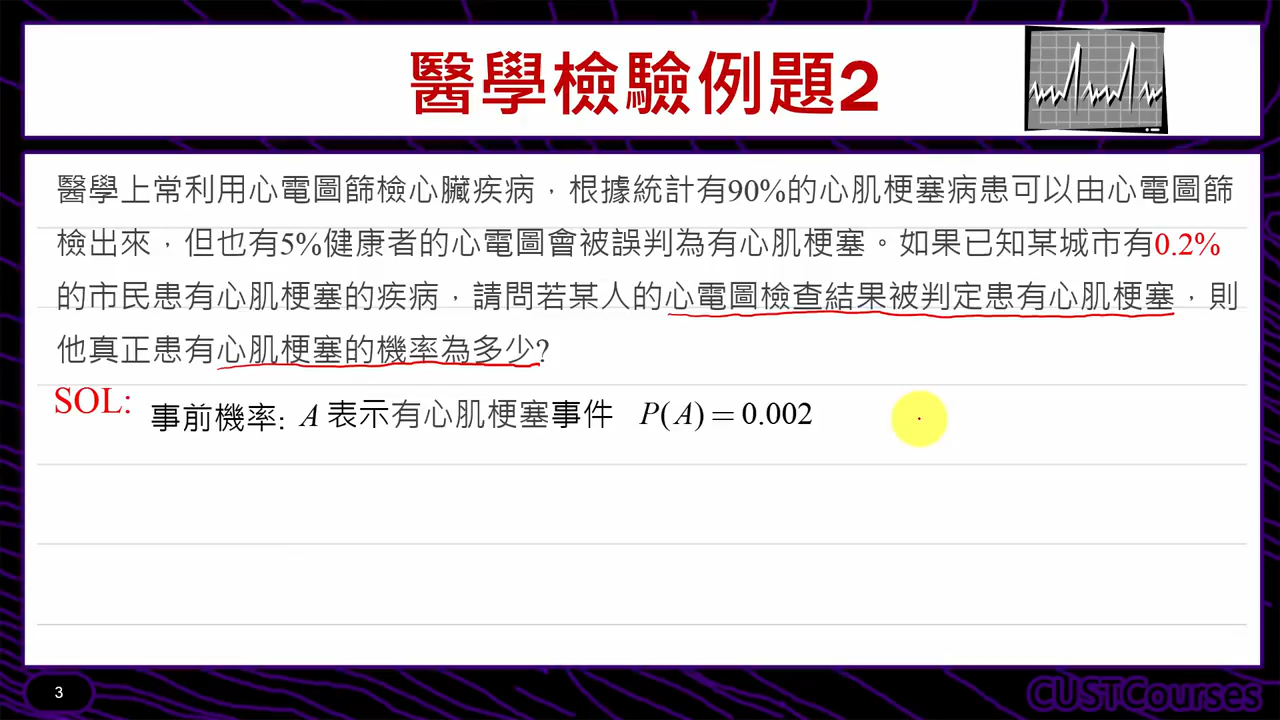 醫學檢驗例題2
醫學上常利用心電圖篩檢心臟疾病，根據統計有90%的心肌梗塞病患可以由心電圖篩
檢出來，但也有5%健康者的心電圖會被誤判為有心肌梗塞。如果已知某城市有0.2%
的市民患有心肌梗塞的疾病，請問若某人的心電圖檢查結果被判定患有心肌梗塞，則
他真正患有心肌梗塞的機率為多少?
SOL: 事前機率: A 表示有心肌梗塞事件 P(A) = 0.002
3
CUSTCourses